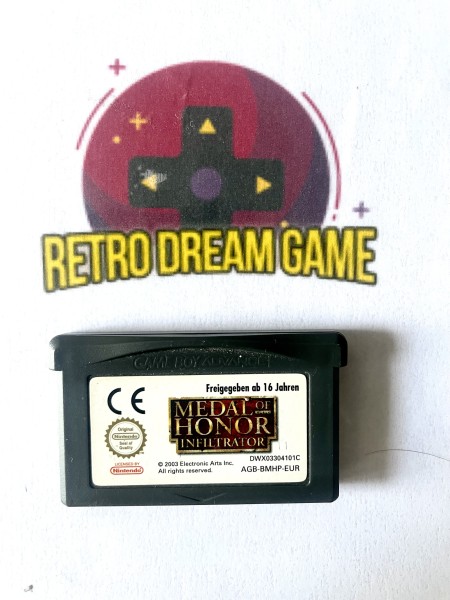 RETRO DREAM GAME
GAME BOY ADVANCE
Freigegeben ab 16 Jahren
CE
MEDAL OF
HONOR
INFILTRATOR
Original
Nintendo
Seal of
Quality
DWX03304101C
LICENSED BY
Nintendo
© 2003 Electronic Arts Inc.
All rights reserved.
AGB-BMHP-EUR